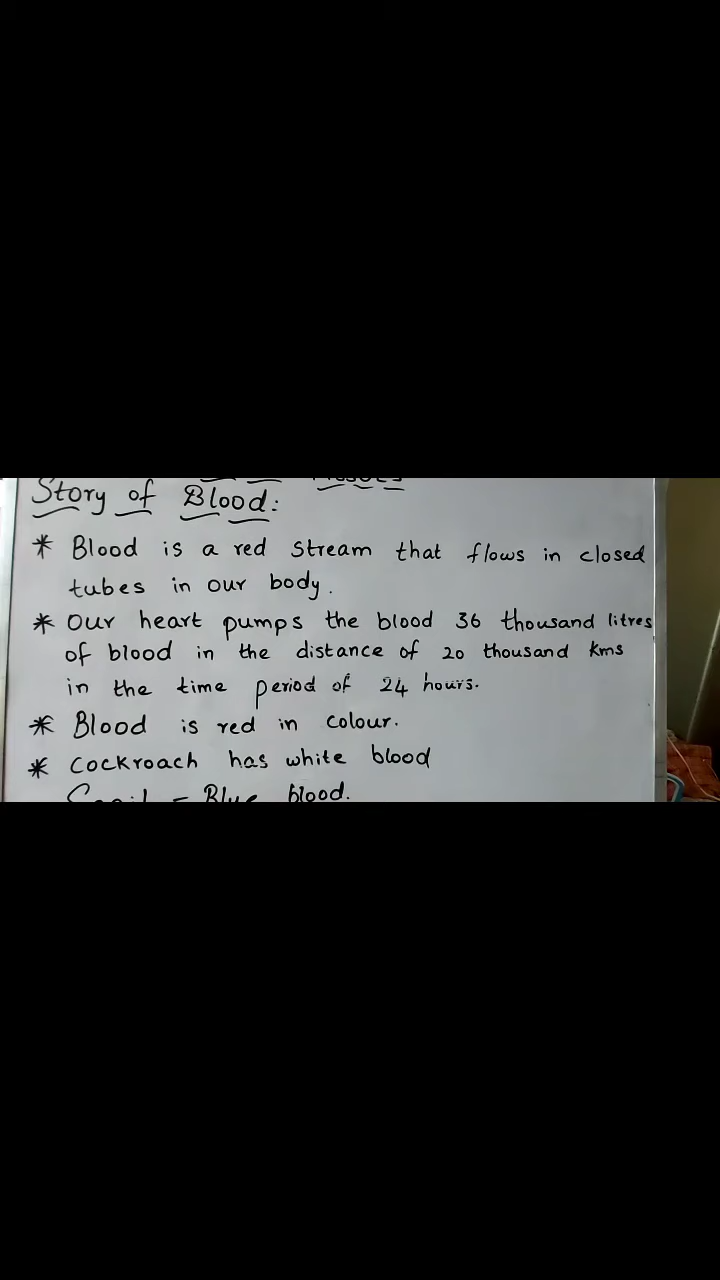 Story of Blood:
* Blood is a red stream that flows in closed
tubes in our body.
* Our heart pumps the blood 36 thousand litres
of blood in the distance of 20 thousand kms
in the time period of 24 hours.
* Blood is red in colour.
* Cockroach has white blood
- Blue blood.